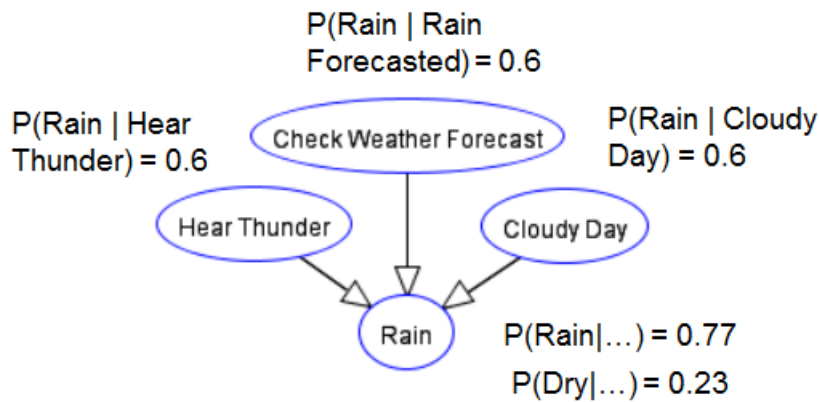 P(Rain | Rain
Forecasted) = 0.6
P(Rain | Hear
Thunder) = 0.6
Check Weather Forecast
P(Rain | Cloudy
Day) = 0.6
Hear Thunder
Cloudy Day
Rain
P(Rain|…) = 0.77
P(Dry|…) = 0.23